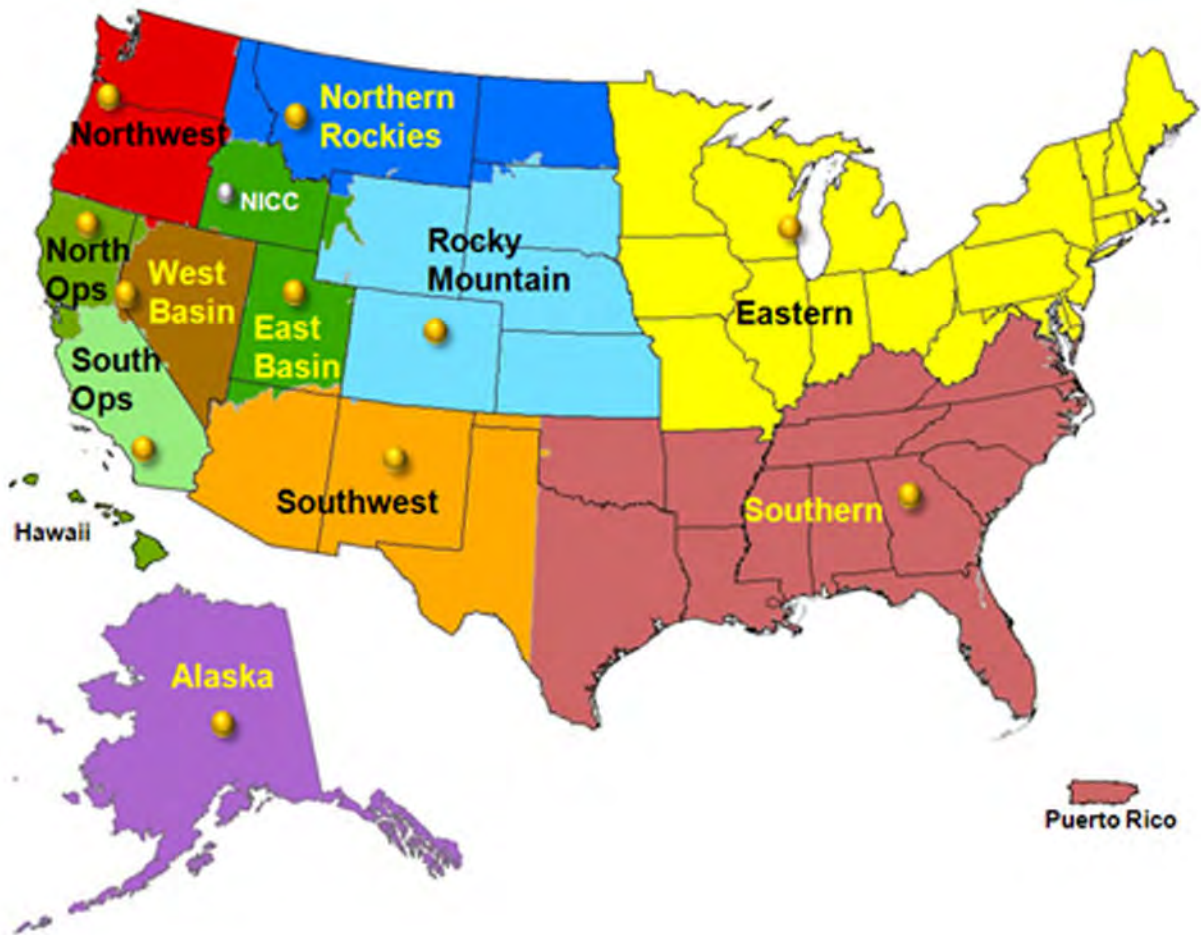 Northern
Rockies
Northwest
NICC
North
Ops
West
Basin
Rocky
Mountain
East
Basin
Eastern
South
Ops
Southwest
Southern
Hawaii
Alaska
Puerto Rico